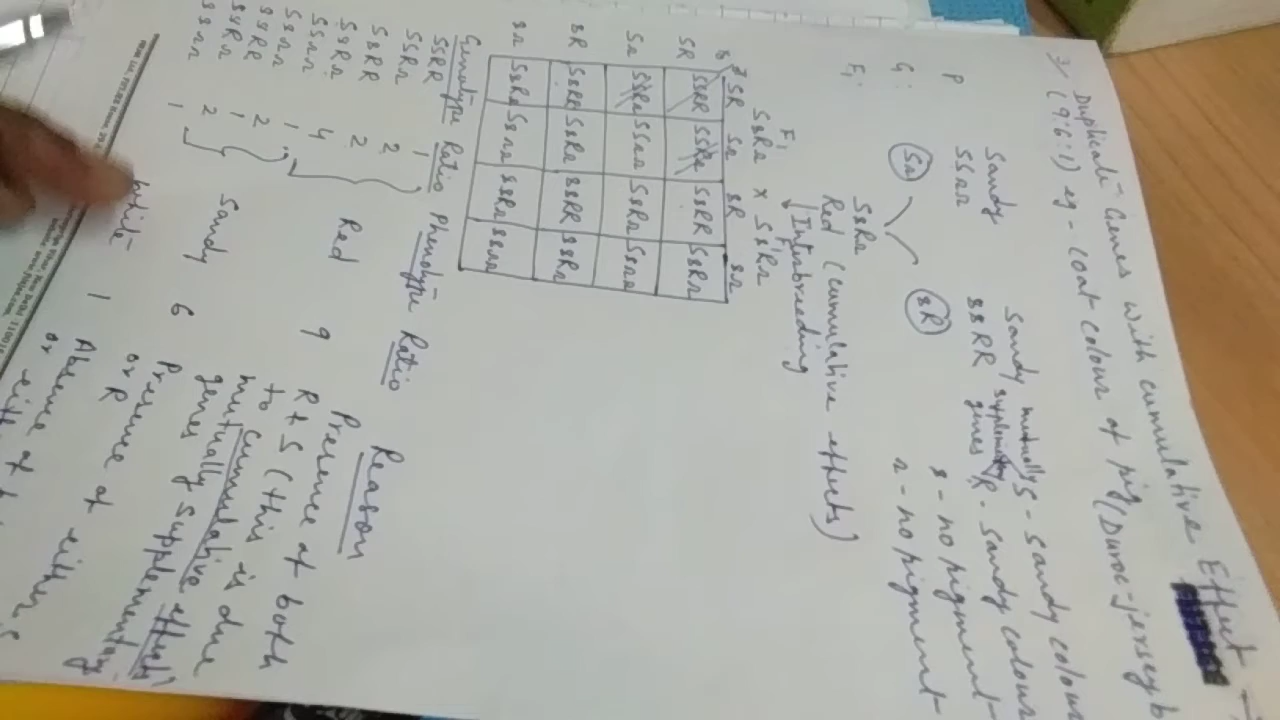 3) Duplicate Genes with cumulative Effect -
(9:6:1) eg - Coat colour of pig (Duroc-jersey b
P Sandy Sandy mutually S - Sandy colour
SSrr ssRR supplementary R - Sandy colour
genes
G: Sr sR s - no pigment
r - no pigment
F1: SsRr
Red (cumulative effects)
F1 Interbreeding
SsRr x SsRr
SR Sr sR sr
SR SSRR SSRr SsRR SsRr
Sr SSRr SSrr SsRr Ssrr
sR SsRR SsRr ssRR ssRr
sr SsRr Ssrr ssRr ssrr
Genotype Ratio Phenotype Ratio Reason
SSRR 1
SSRr 2
SsRR 2 Red 9 Presence of both
SsRr 4 R + S (this is due
SSrr 1 to cumulative
Ssrr 2 mutually supplementary
ssRR 1 Sandy 6 genes effects)
ssRr 2 Presence of either S
or R
ssrr 1 white 1 Absence of
or